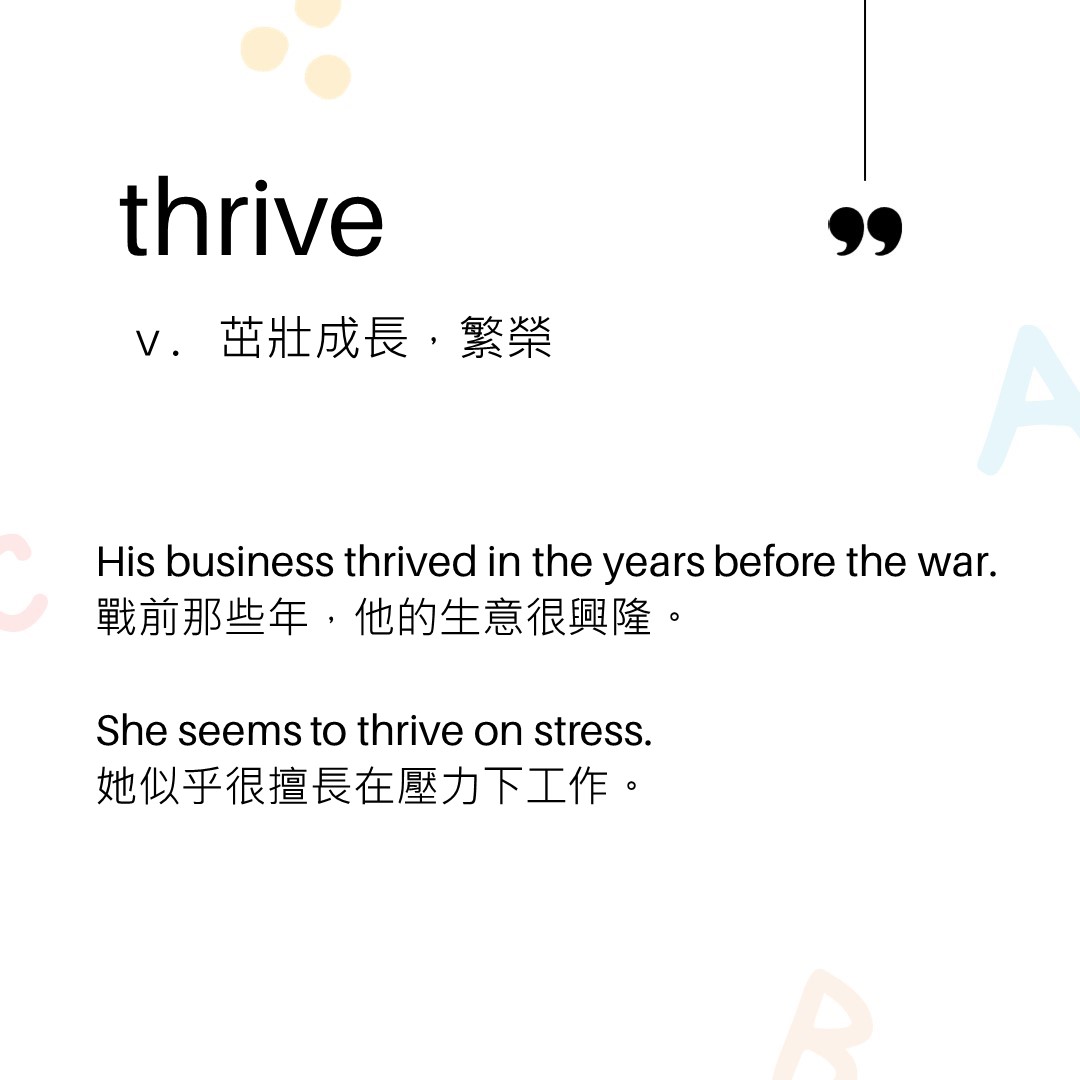 thrive
”
v. 茁壯成長，繁榮
A
C
His business thrived in the years before the war.
戰前那些年，他的生意很興隆。
She seems to thrive on stress.
她似乎很擅長在壓力下工作。
B